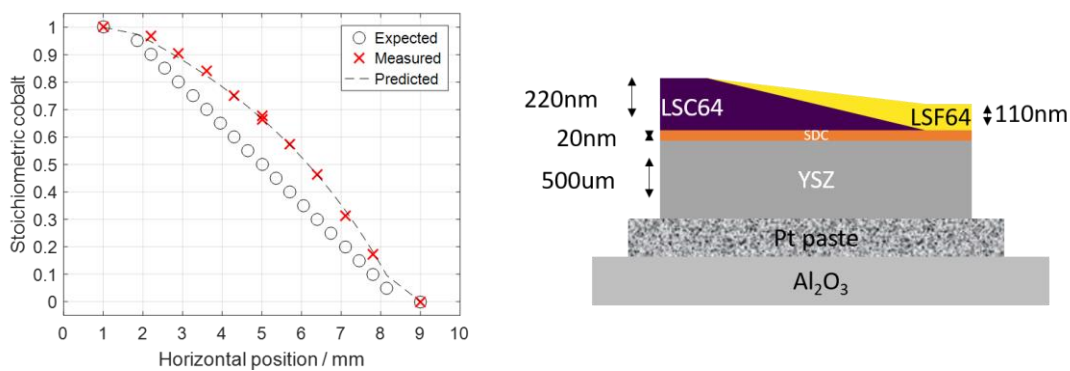 1
0.9
0.8
0.7
0.6
0.5
0.4
0.3
0.2
0.1
0
Stoichiometric cobalt
Expected
Measured
Predicted
0 1 2 3 4 5 6 7 8 9 10
Horizontal position / mm
220nm
LSC64
LSF64
110nm
20nm
SDC
500um
YSZ
Pt paste
Al₂O₃